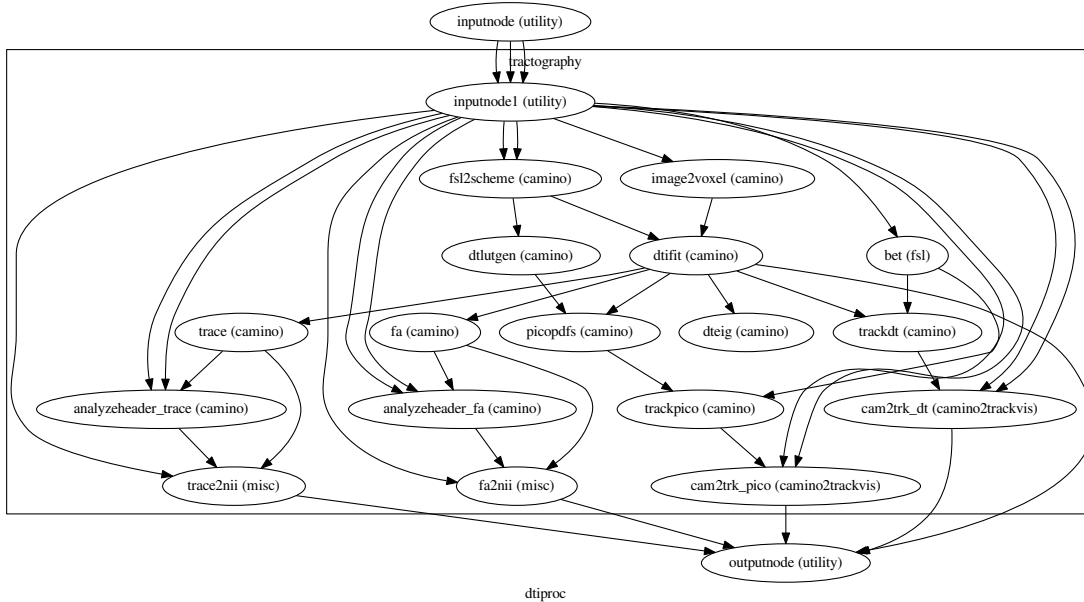 inputnode (utility)
tractography
inputnode1 (utility)
fsl2scheme (camino)
image2voxel (camino)
dtlutgen (camino)
dtifit (camino)
bet (fsl)
trace (camino)
fa (camino)
picopdfs (camino)
dteig (camino)
trackdt (camino)
analyzeheader_trace (camino)
analyzeheader_fa (camino)
trackpico (camino)
cam2trk_dt (camino2trackvis)
trace2nii (misc)
fa2nii (misc)
cam2trk_pico (camino2trackvis)
outputnode (utility)
dtiproc